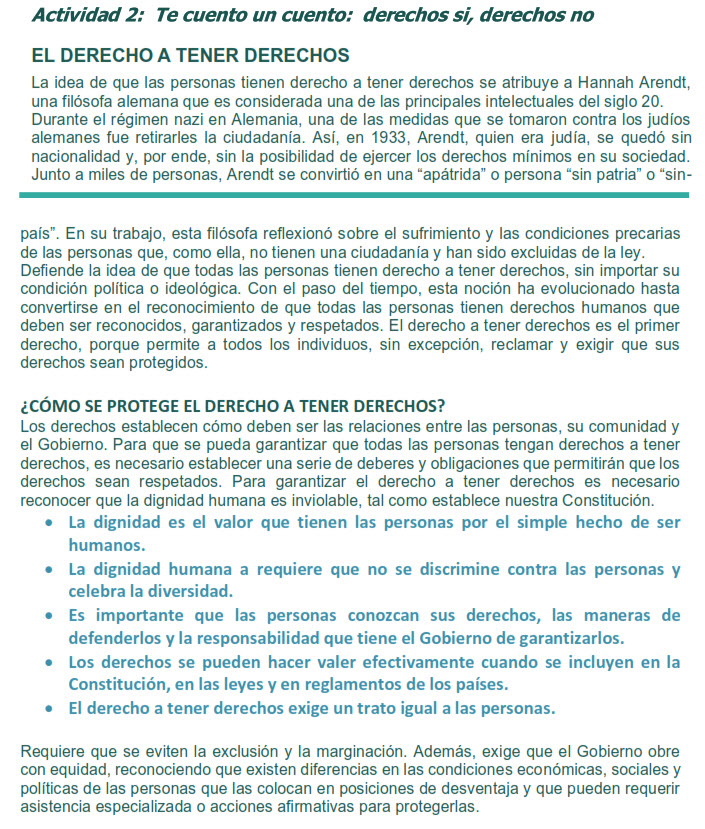 Actividad 2: Te cuento un cuento: derechos si, derechos no
EL DERECHO A TENER DERECHOS
La idea de que las personas tienen derecho a tener derechos se atribuye a Hannah Arendt,
una filósofa alemana que es considerada una de las principales intelectuales del siglo 20.
Durante el régimen nazi en Alemania, una de las medidas que se tomaron contra los judíos
alemanes fue retirarles la ciudadanía. Así, en 1933, Arendt, quien era judía, se quedó sin
nacionalidad y, por ende, sin la posibilidad de ejercer los derechos mínimos en su sociedad.
Junto a miles de personas, Arendt se convirtió en una “apátrida” o persona “sin patria” o “sin-
país”. En su trabajo, esta filósofa reflexionó sobre el sufrimiento y las condiciones precarias
de las personas que, como ella, no tienen una ciudadanía y han sido excluidas de la ley.
Defiende la idea de que todas las personas tienen derecho a tener derechos, sin importar su
condición política o ideológica. Con el paso del tiempo, esta noción ha evolucionado hasta
convertirse en el reconocimiento de que todas las personas tienen derechos humanos que
deben ser reconocidos, garantizados y respetados. El derecho a tener derechos es el primer
derecho, porque permite a todos los individuos, sin excepción, reclamar y exigir que sus
derechos sean protegidos.
¿CÓMO SE PROTEGE EL DERECHO A TENER DERECHOS?
Los derechos establecen cómo deben ser las relaciones entre las personas, su comunidad y
el Gobierno. Para que se pueda garantizar que todas las personas tengan derechos a tener
derechos, es necesario establecer una serie de deberes y obligaciones que permitirán que los
derechos sean respetados. Para garantizar el derecho a tener derechos es necesario
reconocer que la dignidad humana es inviolable, tal como establece nuestra Constitución.
• La dignidad es el valor que tienen las personas por el simple hecho de ser
humanos.
• La dignidad humana a requiere que no se discrimine contra las personas y
celebra la diversidad.
• Es importante que las personas conozcan sus derechos, las maneras de
defenderlos y la responsabilidad que tiene el Gobierno de garantizarlos.
• Los derechos se pueden hacer valer efectivamente cuando se incluyen en la
Constitución, en las leyes y en reglamentos de los países.
• El derecho a tener derechos exige un trato igual a las personas.
Requiere que se eviten la exclusión y la marginación. Además, exige que el Gobierno obre
con equidad, reconociendo que existen diferencias en las condiciones económicas, sociales y
políticas de las personas que las colocan en posiciones de desventaja y que pueden requerir
asistencia especializada o acciones afirmativas para protegerlas.